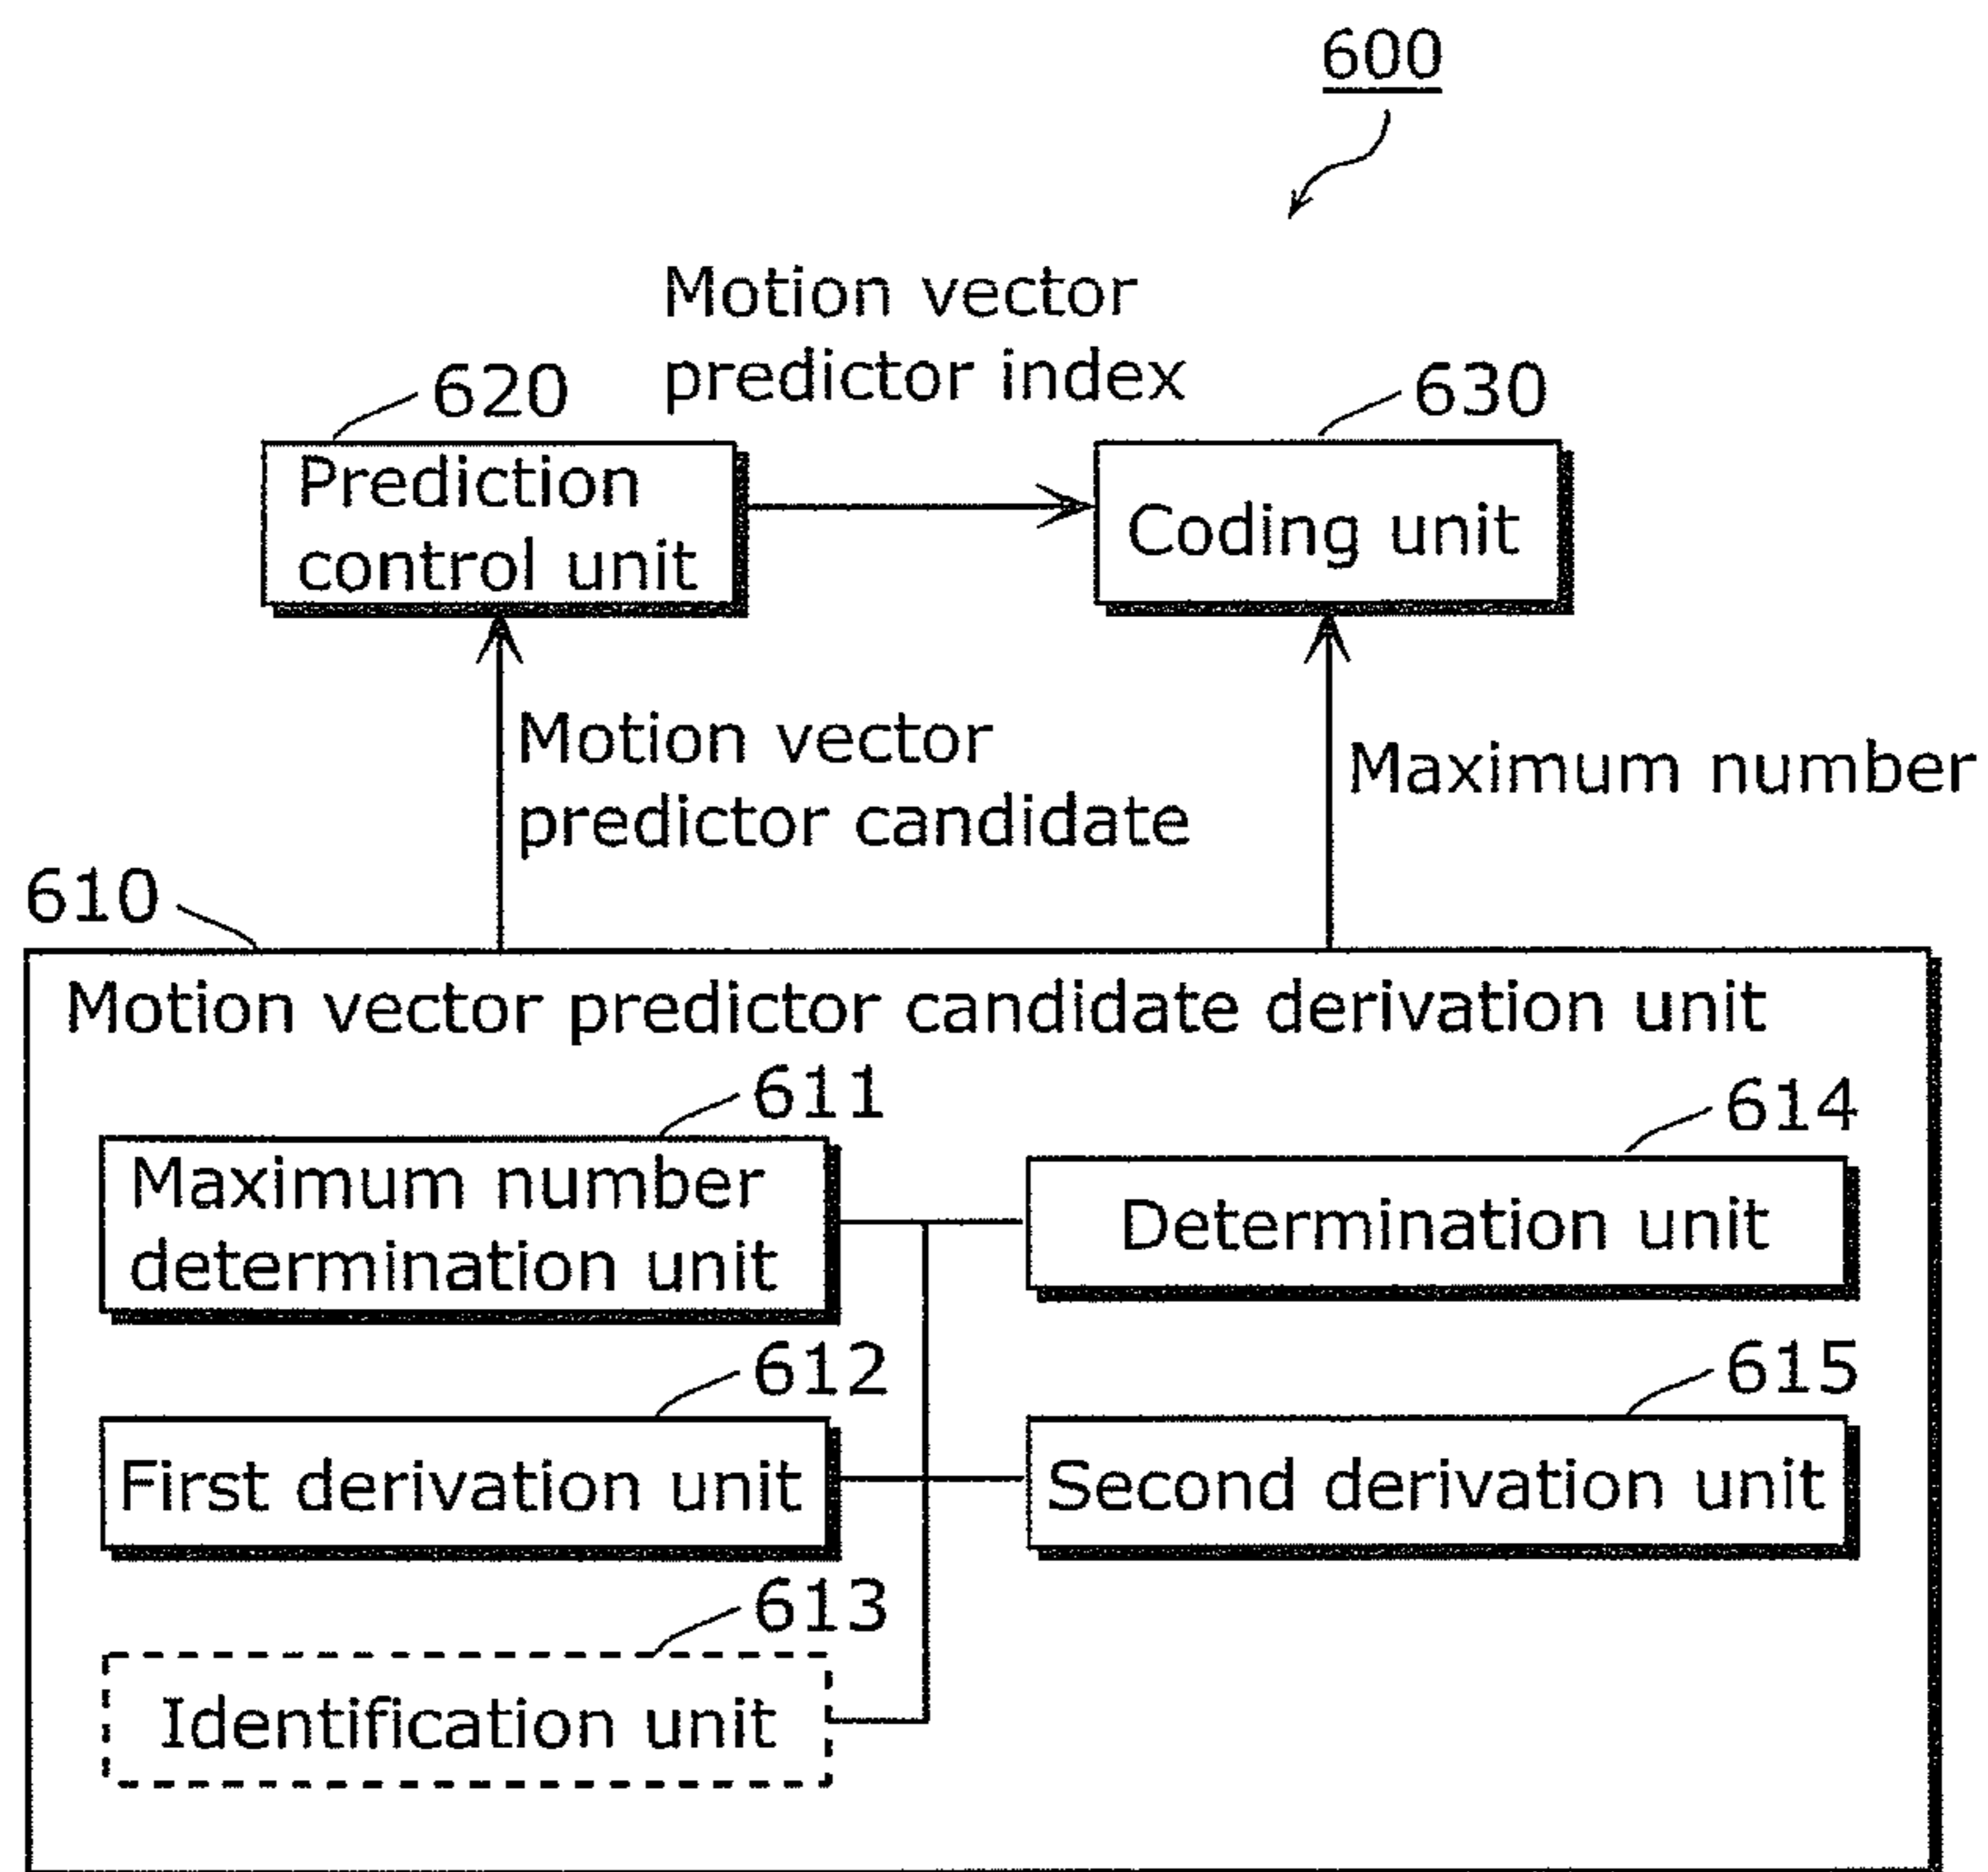 600
Motion vector
predictor index
620
630
Prediction
control unit
Coding unit
Motion vector
predictor candidate
Maximum number
610
Motion vector predictor candidate derivation unit
611
614
Maximum number
determination unit
Determination unit
612
615
First derivation unit
Second derivation unit
613
Identification unit